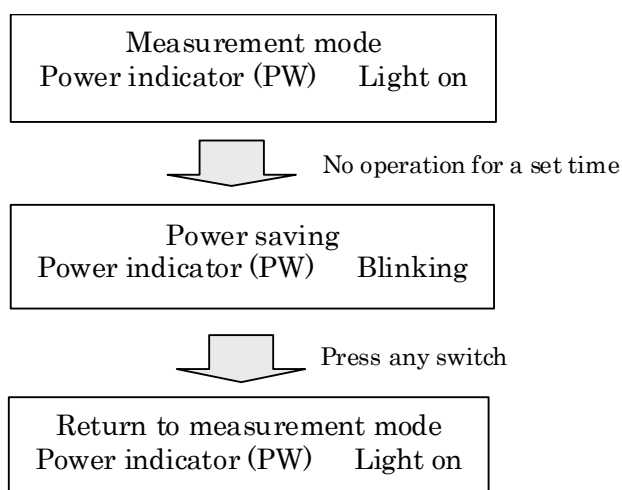 Measurement mode
Power indicator (PW) Light on
No operation for a set time
Power saving
Power indicator (PW) Blinking
Press any switch
Return to measurement mode
Power indicator (PW) Light on